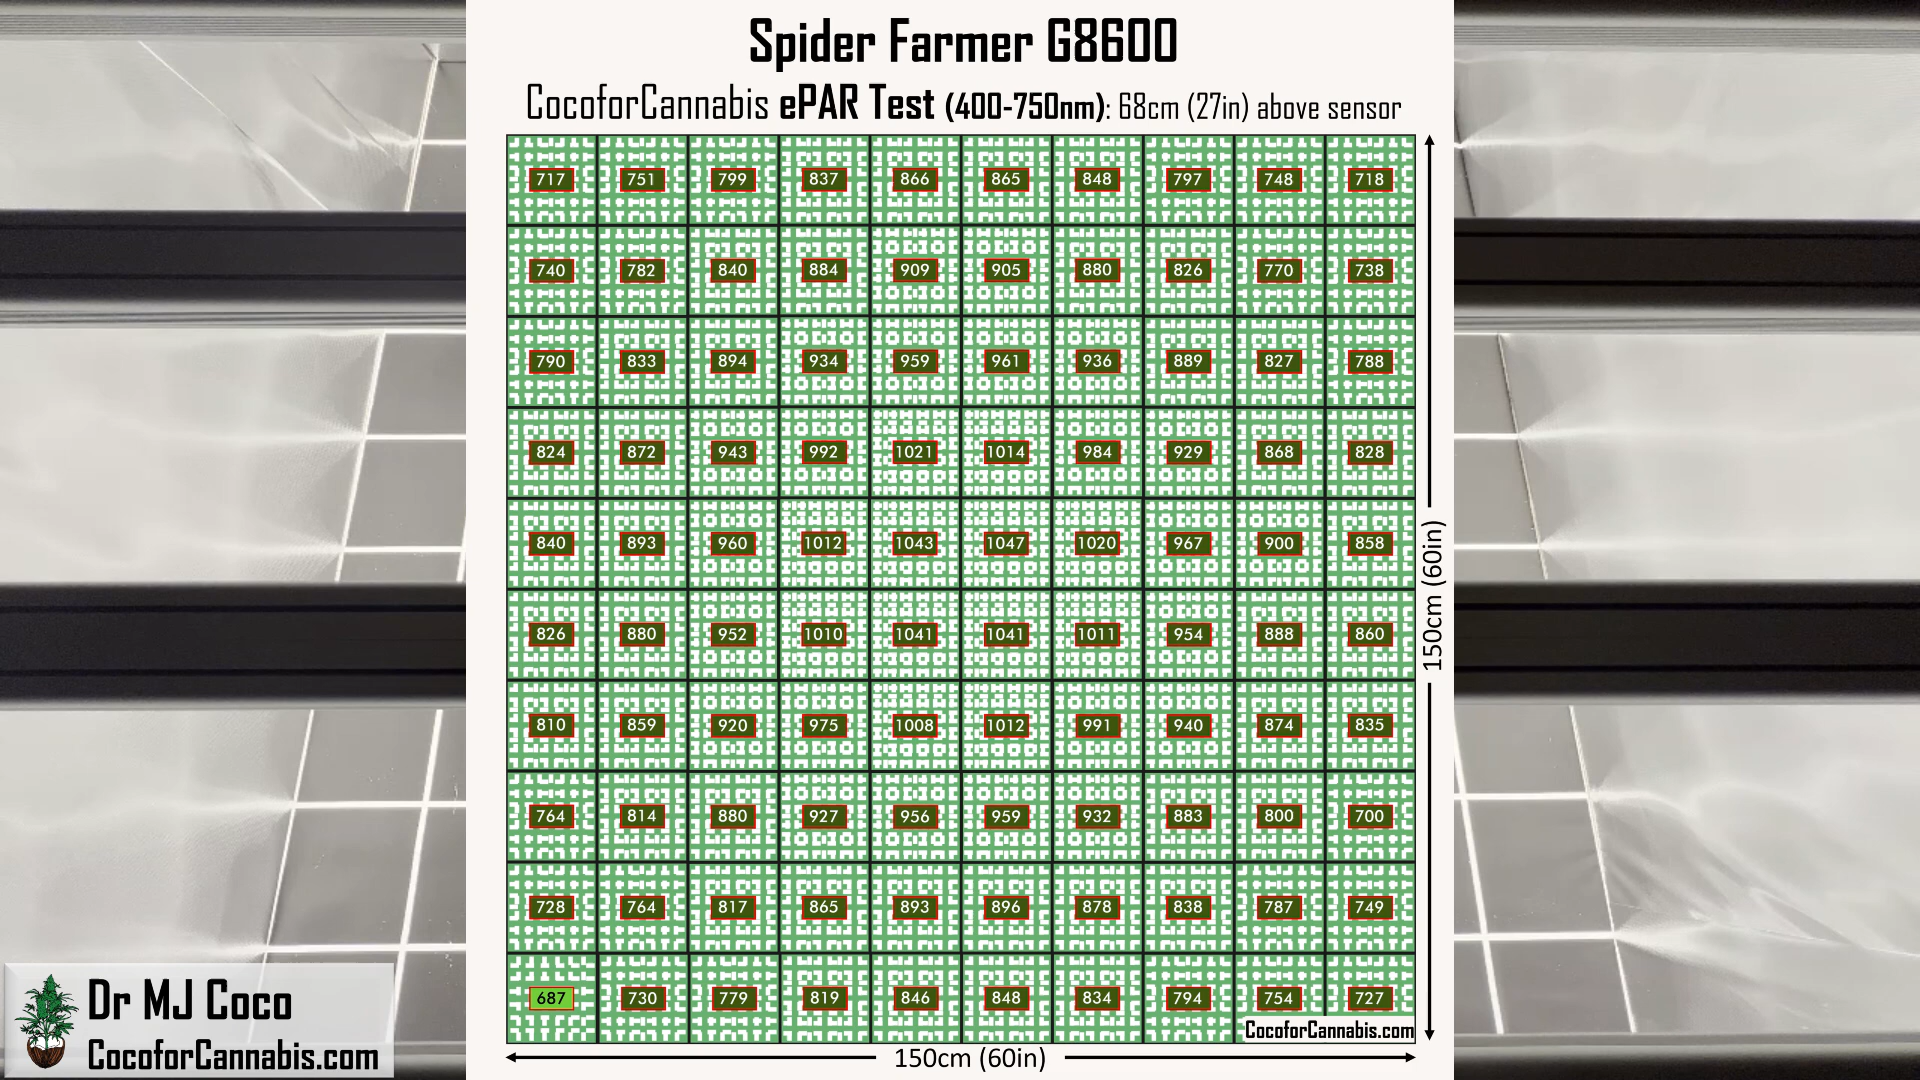 Spider Farmer G8600
CocoforCannabis ePAR Test (400-750nm): 68cm (27in) above sensor
717 751 799 837 866 865 848 797 748 718
740 782 840 884 909 905 880 826 770 738
790 833 894 934 959 961 936 889 827 788
824 872 943 992 1021 1014 984 929 868 828
840 893 960 1012 1043 1047 1020 967 900 858
826 880 952 1010 1041 1041 1011 954 888 860
810 859 920 975 1008 1012 991 940 874 835
764 814 880 927 956 959 932 883 800 700
728 764 817 865 893 896 878 838 787 749
687 730 779 819 846 848 834 794 754 727
150cm (60in)
CocoforCannabis.com
150cm (60in)
Dr MJ Coco
CocoforCannabis.com